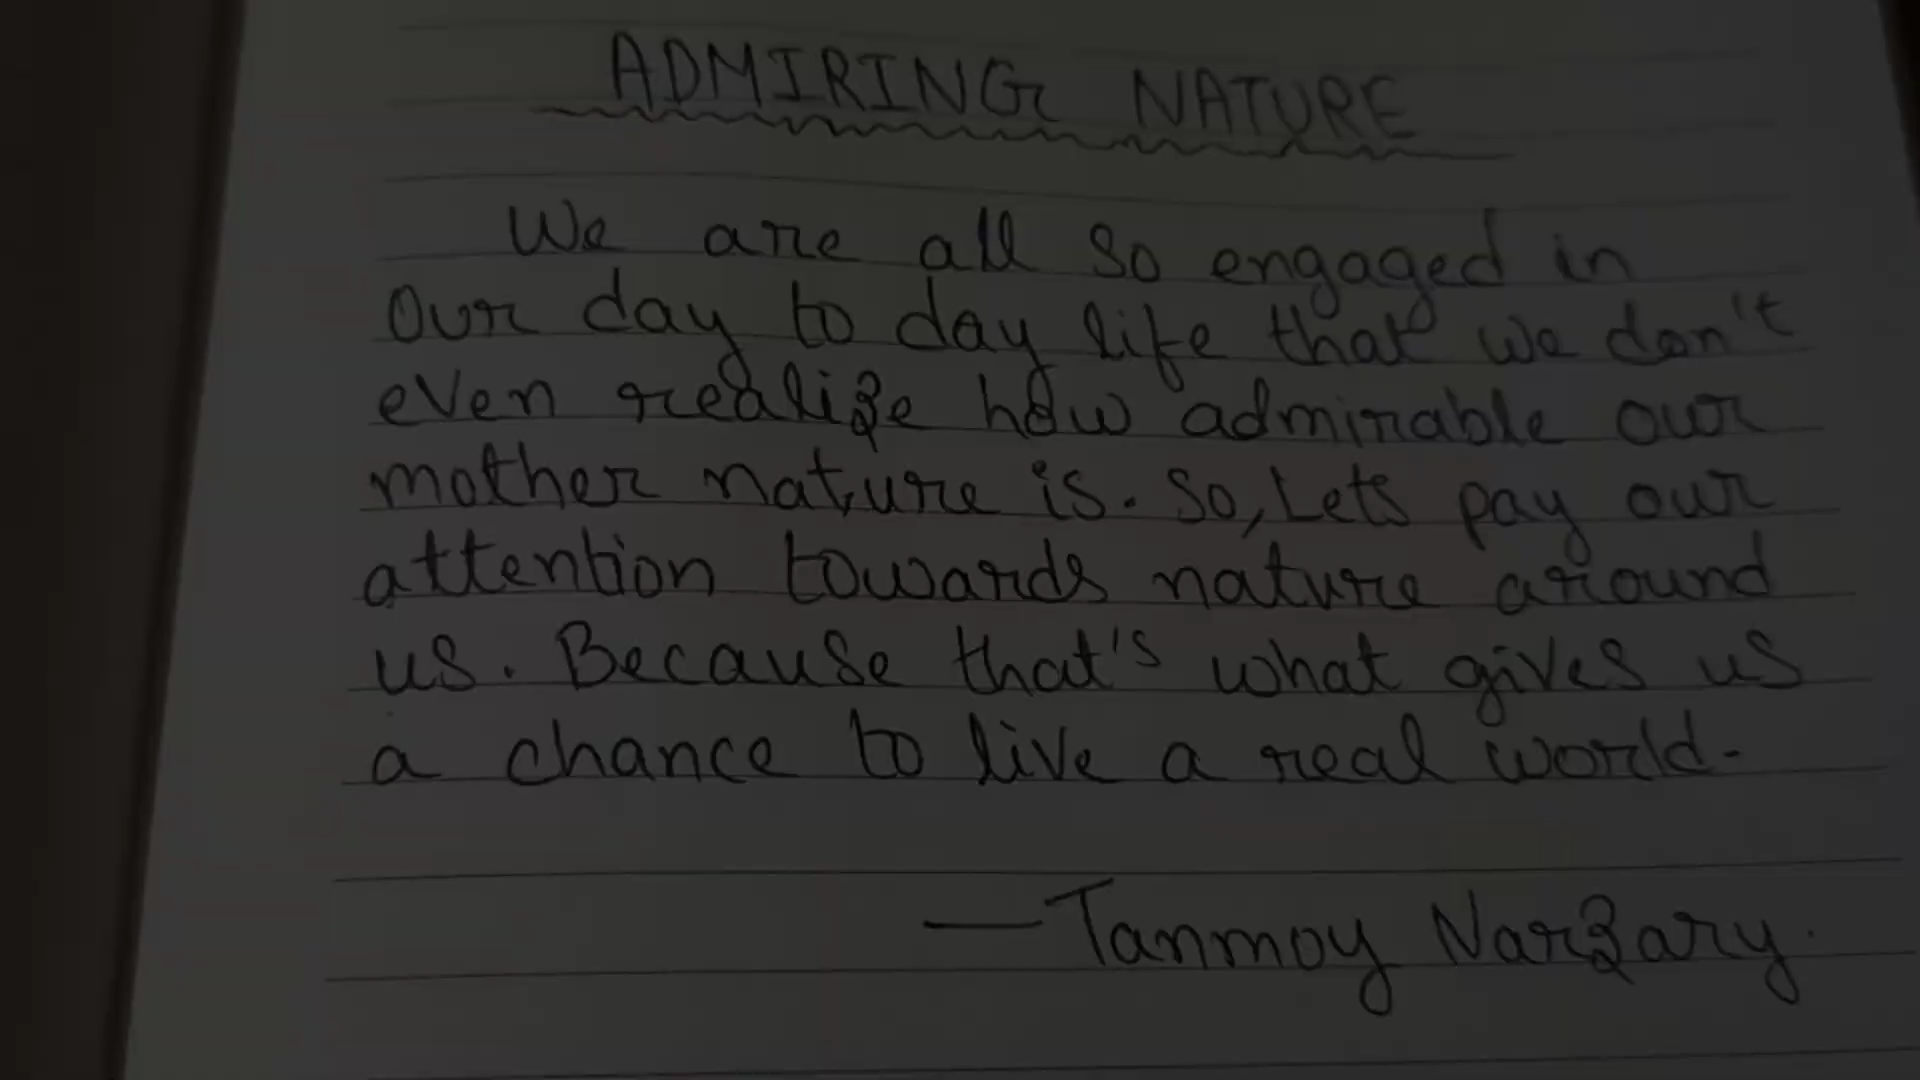 ADMIRING NATURE
We are all so engaged in
our day to day life that we don't
even realize how admirable our
mother nature is. So, Lets pay our
attention towards nature around
us. Because that's what gives us
a chance to live a real world.
—Tanmoy Narzary.